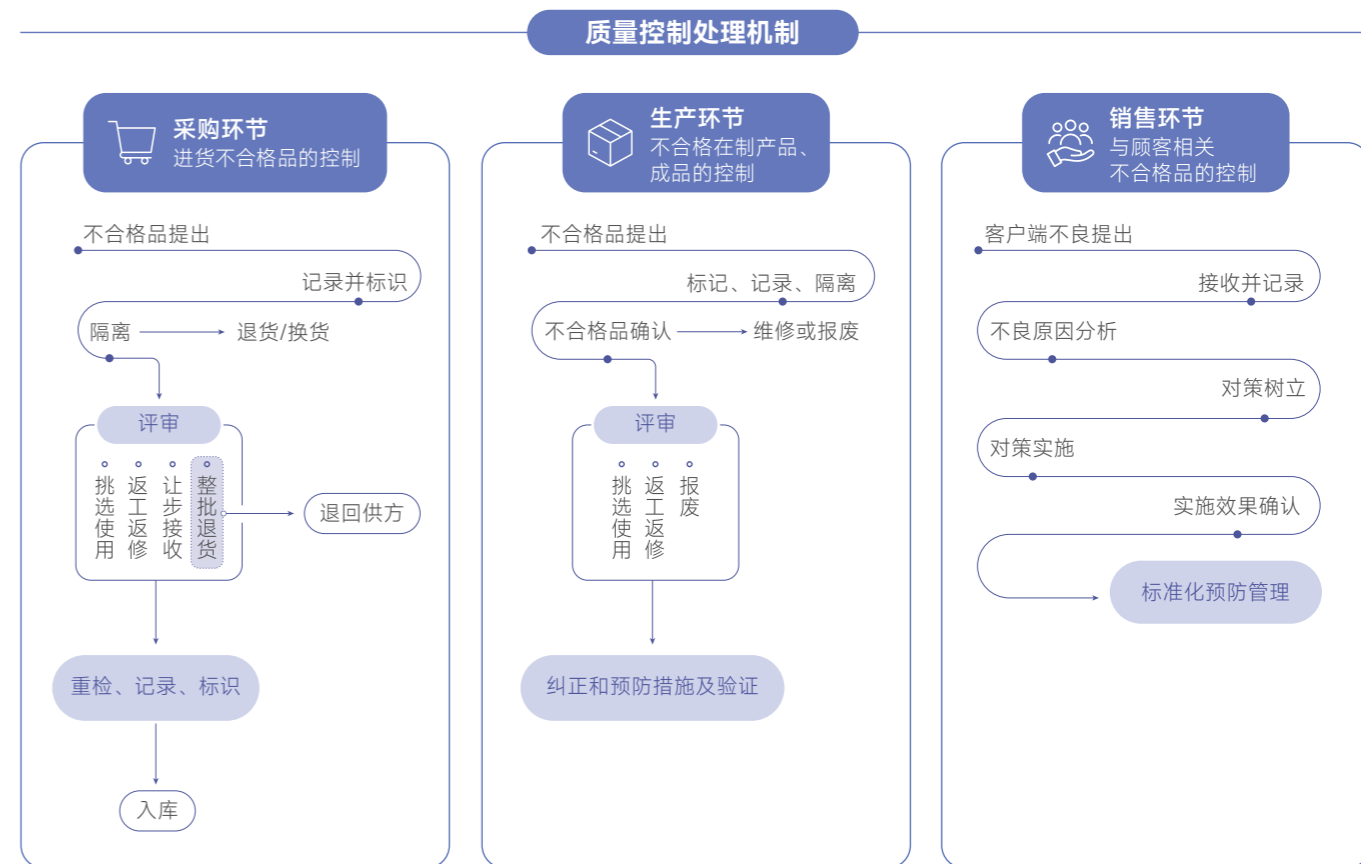 质量控制处理机制
采购环节
进货不合格品的控制
不合格品提出
记录并标识
隔离
退货/换货
评审
挑选使用
返工返修
让步接收
整批退货
退回供方
重检、记录、标识
入库
生产环节
不合格在制产品、
成品的控制
不合格品提出
标记、记录、隔离
不合格品确认
维修或报废
评审
挑选使用
返工返修
报废
纠正和预防措施及验证
销售环节
与顾客相关
不合格品的控制
客户端不良提出
接收并记录
不良原因分析
对策树立
对策实施
实施效果确认
标准化预防管理